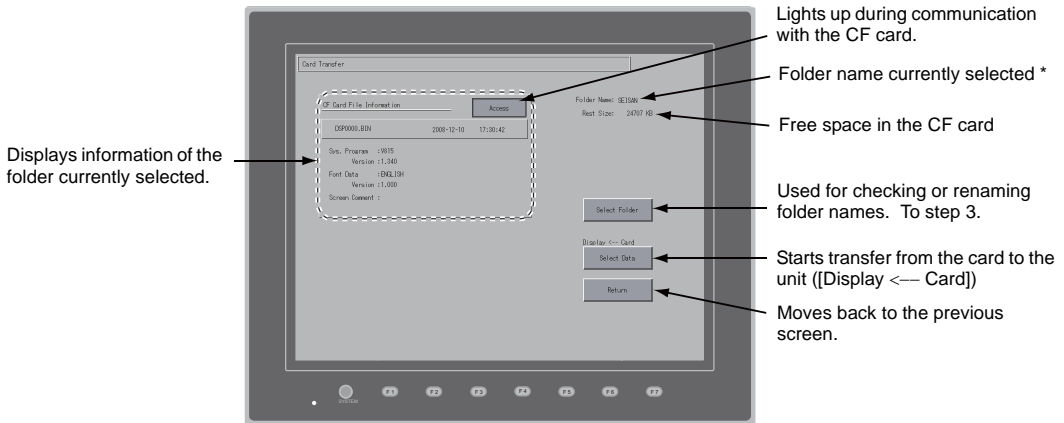 Lights up during communication
with the CF card.
Card Transfer
Folder name currently selected *
CF Card File Information
Access
Folder Name: SEISAN
Rest Size: 24707 KB
Free space in the CF card
DSP0000.BIN 2008-12-10 17:30:42
Displays information of the
folder currently selected.
Sys. Program :V815
Version :1.340
Font Data :ENGLISH
Version :1.000
Screen Comment :
Used for checking or renaming
folder names. To step 3.
Select Folder
Display <-- Card
Select Data
Starts transfer from the card to the
unit ([Display <-- Card])
Return
Moves back to the previous
screen.
SYSTEM
F1 F2 F3 F4 F5 F6 F7